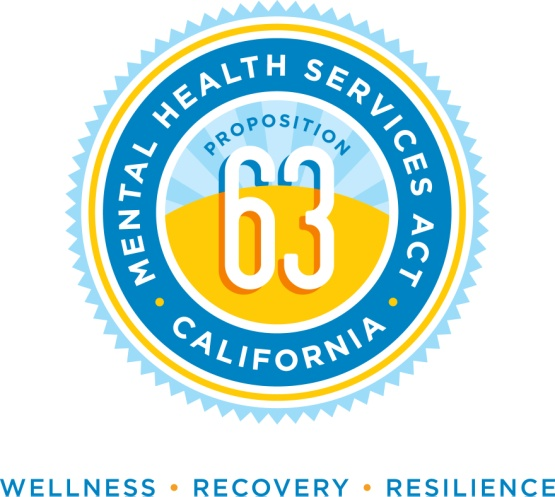 MENTAL HEALTH SERVICES ACT
PROPOSITION
63
CALIFORNIA
WELLNESS • RECOVERY • RESILIENCE